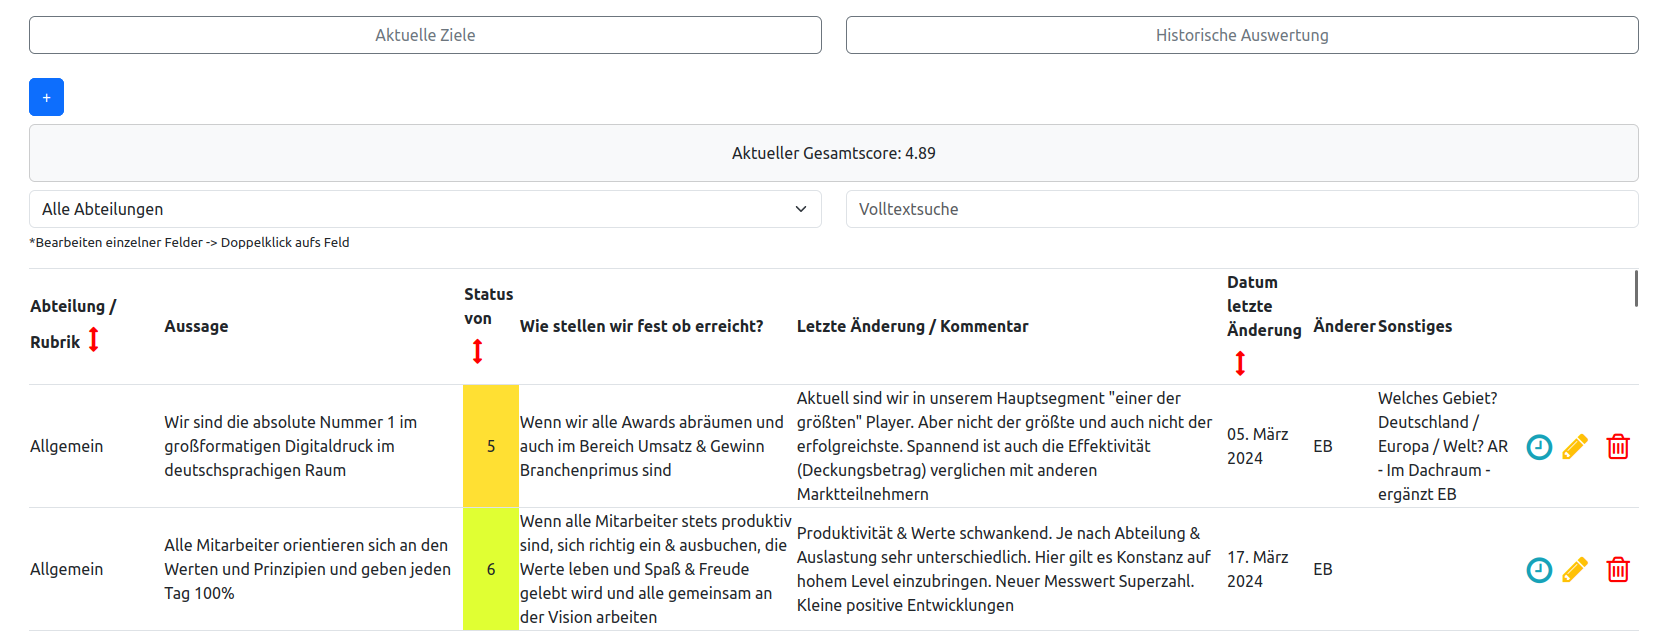 Aktuelle Ziele
Historische Auswertung
+
Aktueller Gesamtscore: 4.89
Alle Abteilungen
Volltextsuche
*Bearbeiten einzelner Felder -> Doppelklick aufs Feld
Abteilung /
Rubrik
Aussage
Status
von
Wie stellen wir fest ob erreicht?
Letzte Änderung / Kommentar
Datum
letzte
Änderung
Änderer
Sonstiges
Allgemein
Wir sind die absolute Nummer 1 im
großformatigen Digitaldruck im
deutschsprachigen Raum
5
Wenn wir alle Awards abräumen und
auch im Bereich Umsatz & Gewinn
Branchenprimus sind
Aktuell sind wir in unserem Hauptsegment "einer der
größten" Player. Aber nicht der größte und auch nicht der
erfolgreichste. Spannend ist auch die Effektivität
(Deckungsbetrag) verglichen mit anderen
Marktteilnehmern
05. März
2024
EB
Welches Gebiet?
Deutschland /
Europa / Welt? AR
- Im Dachraum -
ergänzt EB
Allgemein
Alle Mitarbeiter orientieren sich an den
Werten und Prinzipien und geben jeden
Tag 100%
6
Wenn alle Mitarbeiter stets produktiv
sind, sich richtig ein & ausbuchen, die
Werte leben und Spaß & Freude
gelebt wird und alle gemeinsam an
der Vision arbeiten
Produktivität & Werte schwankend. Je nach Abteilung &
Auslastung sehr unterschiedlich. Hier gilt es Konstanz auf
hohem Level einzubringen. Neuer Messwert Superzahl.
Kleine positive Entwicklungen
17. März
2024
EB